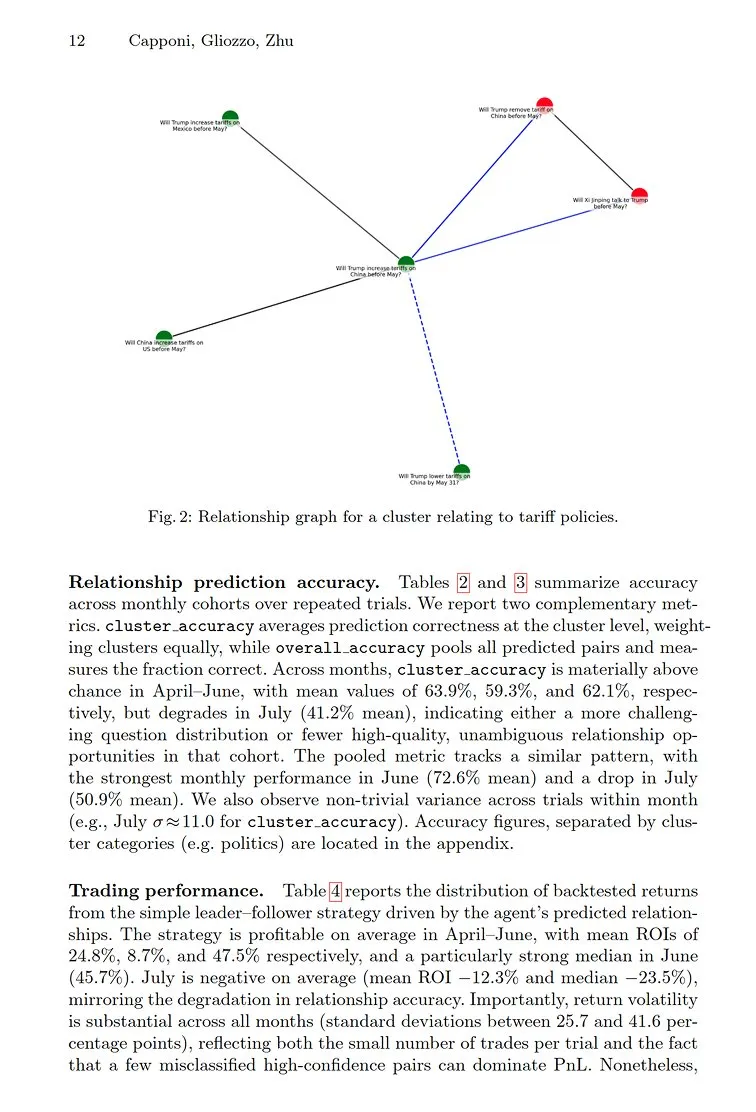 12 Capponi, Gliozzo, Zhu
Will Trump increase tariffs on
Mexico before May?
Will Trump remove tariff on
China before May?
Will Xi Jinping talk to Trump
before May?
Will Trump increase tariffs on
China before May?
Will China increase tariffs on
US before May?
Will Trump lower tariffs on
China by May 31?
Fig. 2: Relationship graph for a cluster relating to tariff policies.
Relationship prediction accuracy. Tables 2 and 3 summarize accuracy
across monthly cohorts over repeated trials. We report two complementary met-
rics. cluster_accuracy averages prediction correctness at the cluster level, weight-
ing clusters equally, while overall_accuracy pools all predicted pairs and mea-
sures the fraction correct. Across months, cluster_accuracy is materially above
chance in April–June, with mean values of 63.9%, 59.3%, and 62.1%, respec-
tively, but degrades in July (41.2% mean), indicating either a more challeng-
ing question distribution or fewer high-quality, unambiguous relationship op-
portunities in that cohort. The pooled metric tracks a similar pattern, with
the strongest monthly performance in June (72.6% mean) and a drop in July
(50.9% mean). We also observe non-trivial variance across trials within month
(e.g., July σ≈11.0 for cluster_accuracy). Accuracy figures, separated by clus-
ter categories (e.g. politics) are located in the appendix.
Trading performance. Table 4 reports the distribution of backtested returns
from the simple leader–follower strategy driven by the agent's predicted relation-
ships. The strategy is profitable on average in April–June, with mean ROIs of
24.8%, 8.7%, and 47.5% respectively, and a particularly strong median in June
(45.7%). July is negative on average (mean ROI −12.3% and median −23.5%),
mirroring the degradation in relationship accuracy. Importantly, return volatility
is substantial across all months (standard deviations between 25.7 and 41.6 per-
centage points), reflecting both the small number of trades per trial and the fact
that a few misclassified high-confidence pairs can dominate PnL. Nonetheless,